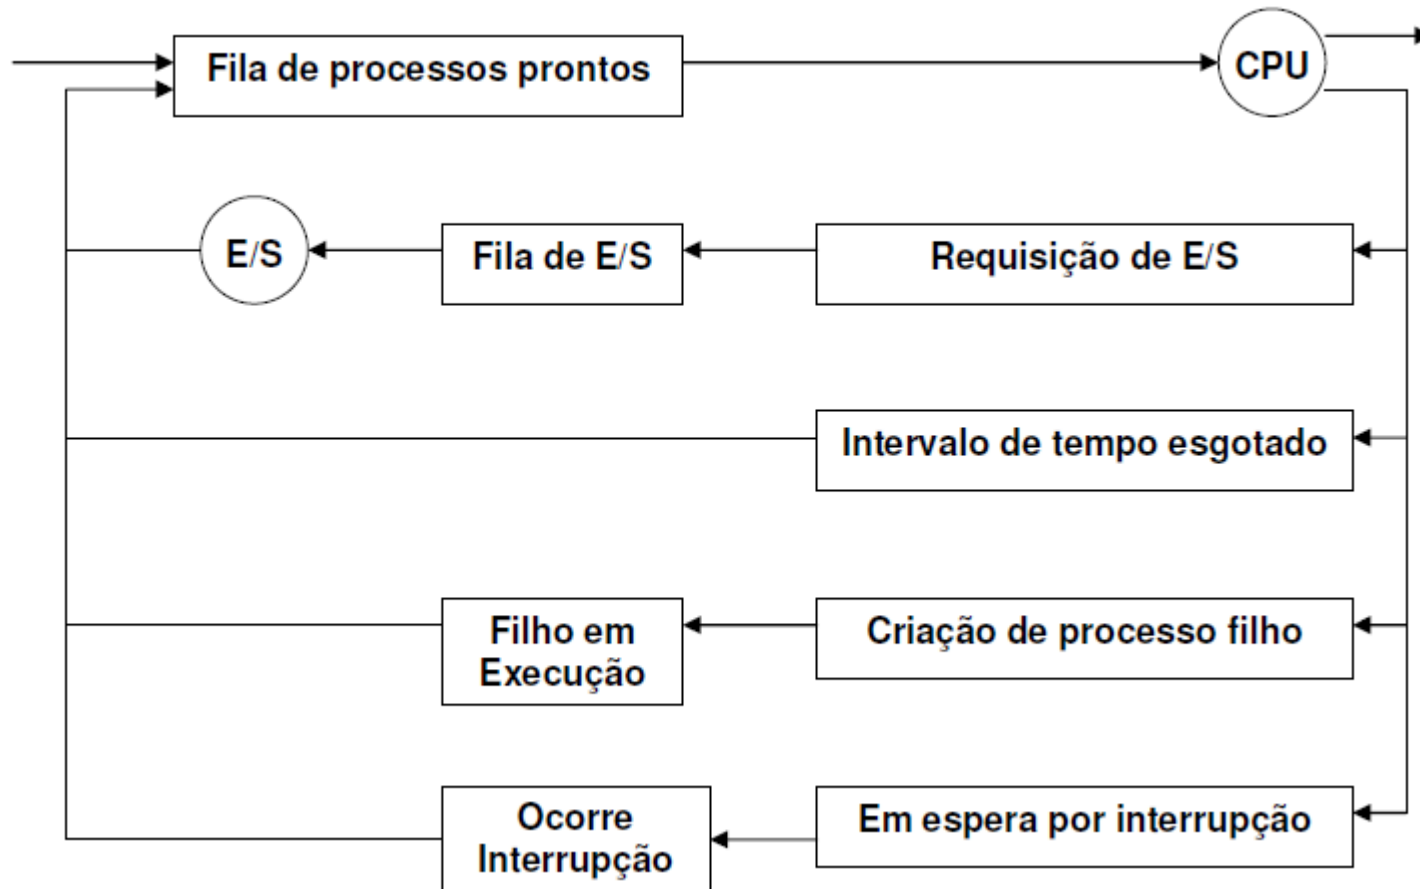 Fila de processos prontos
CPU
E/S
Fila de E/S
Requisição de E/S
Intervalo de tempo esgotado
Filho em
Execução
Criação de processo filho
Ocorre
Interrupção
Em espera por interrupção